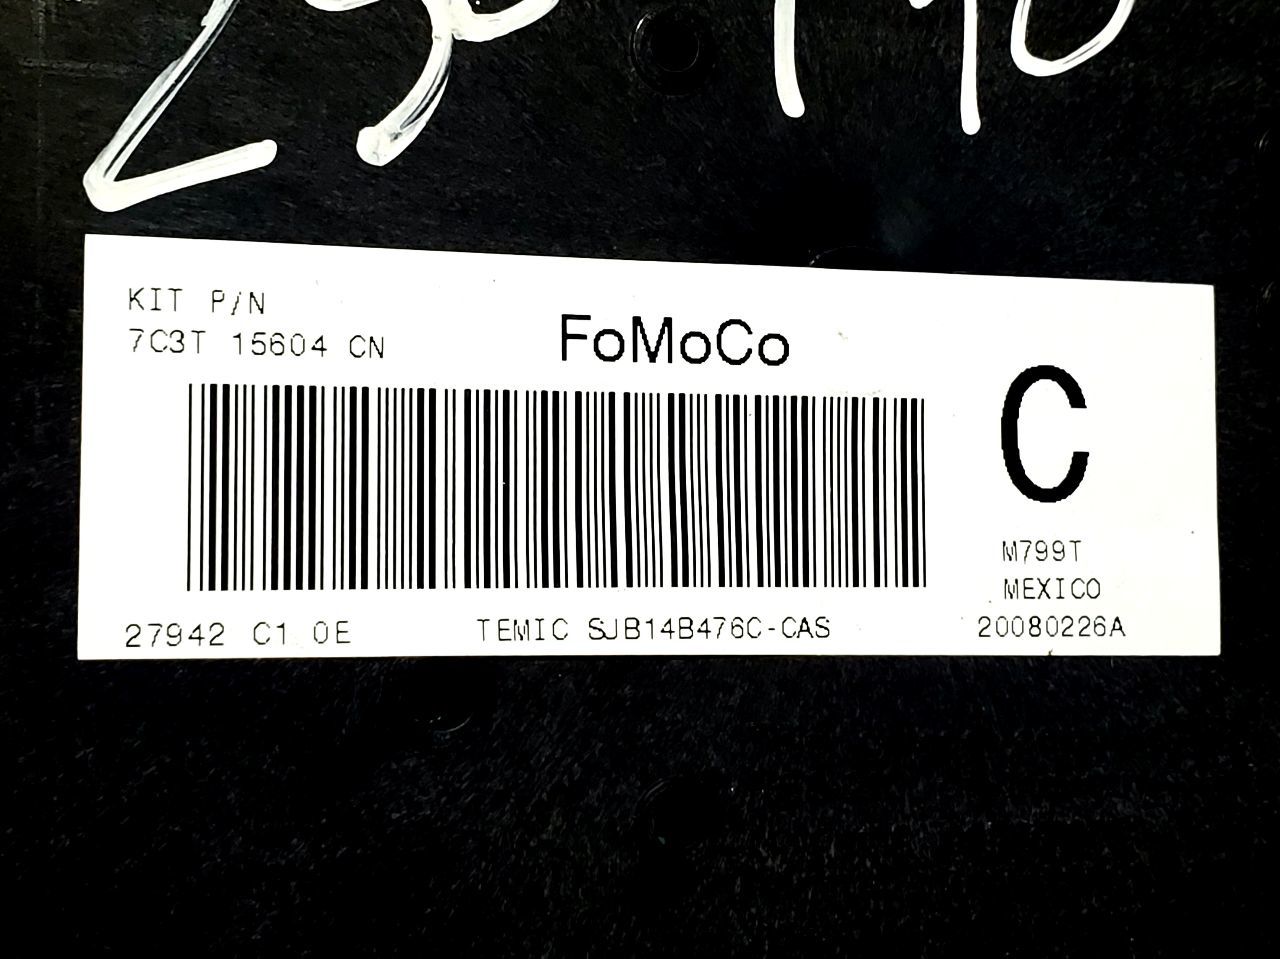 KIT P/N
7C3T 15604 CN
FoMoCo
C
M799T
MEXICO
27942 C1 0E
TEMIC SJB14B476C-CAS
20080226A